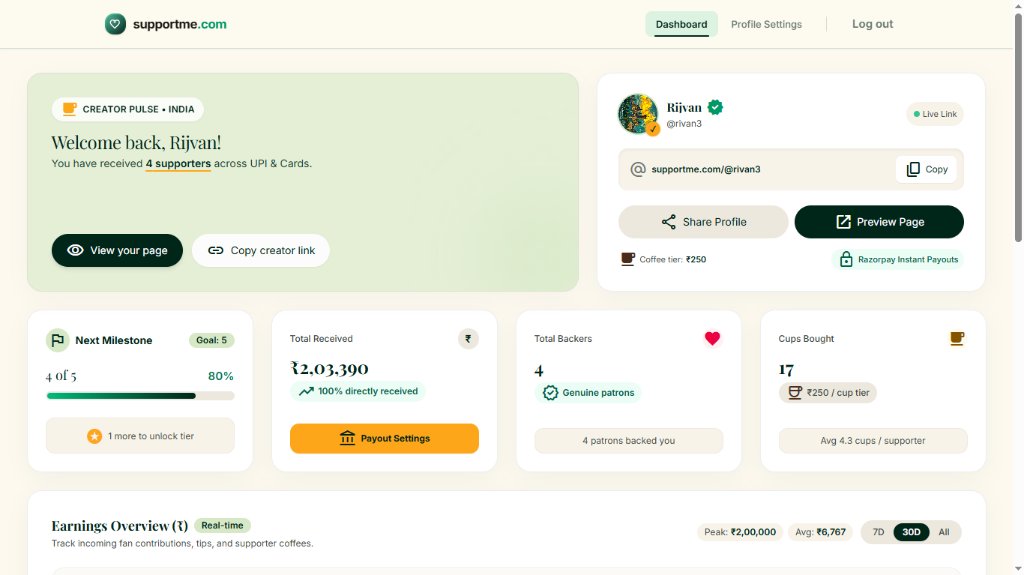 supportme.com
Dashboard
Profile Settings
Log out
CREATOR PULSE • INDIA
Welcome back, Rijvan!
You have received 4 supporters across UPI & Cards.
View your page
Copy creator link
Rijvan
@rivan3
Live Link
supportme.com/@rivan3
Copy
Share Profile
Preview Page
Coffee tier: ₹250
Razorpay Instant Payouts
Next Milestone
Goal: 5
4 of 5
80%
1 more to unlock tier
Total Received
₹
₹2,03,390
100% directly received
Payout Settings
Total Backers
4
Genuine patrons
4 patrons backed you
Cups Bought
17
₹250 / cup tier
Avg 4.3 cups / supporter
Earnings Overview (₹)
Real-time
Track incoming fan contributions, tips, and supporter coffees.
Peak: ₹2,00,000
Avg: ₹6,767
7D
30D
All